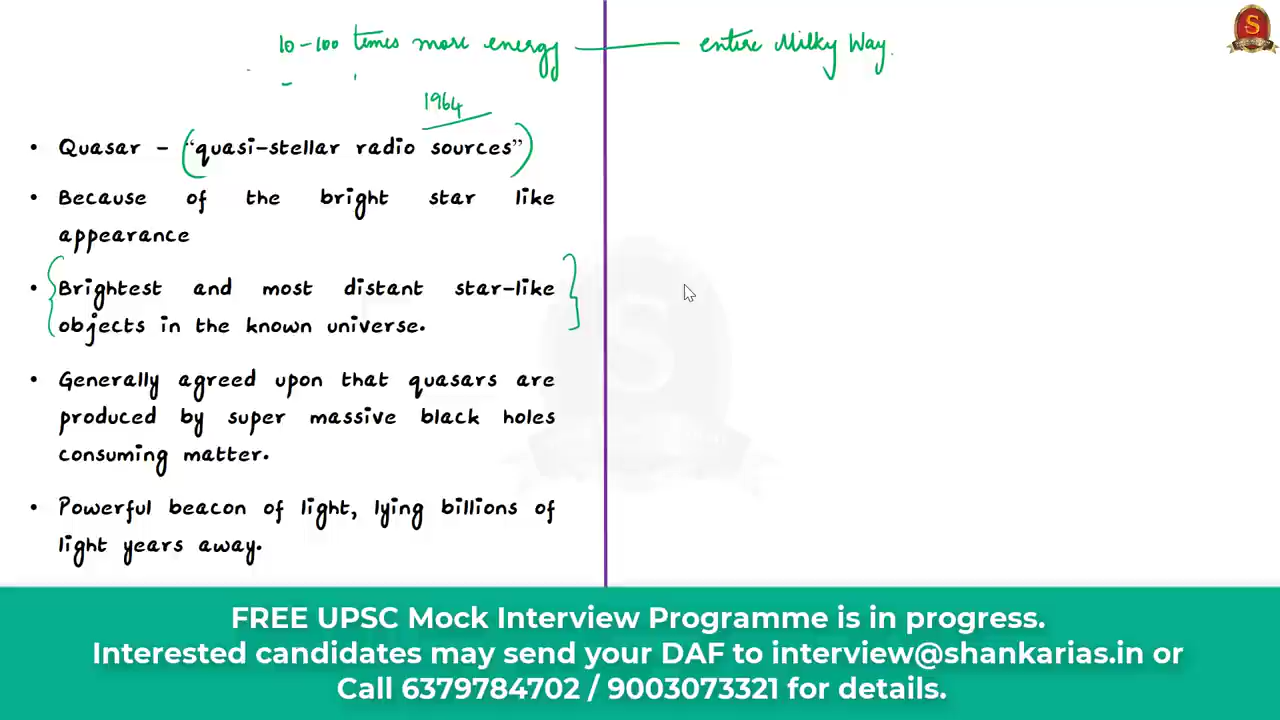 10-100 times more energy — entire Milky Way.
1964
• Quasar - "quasi-stellar radio sources"
• Because of the bright star like
appearance
• Brightest and most distant star-like
objects in the known universe.
• Generally agreed upon that quasars are
produced by super massive black holes
consuming matter.
• Powerful beacon of light, lying billions of
light years away.
S
S
FREE UPSC Mock Interview Programme is in progress.
Interested candidates may send your DAF to interview@shankarias.in or
Call 6379784702 / 9003073321 for details.